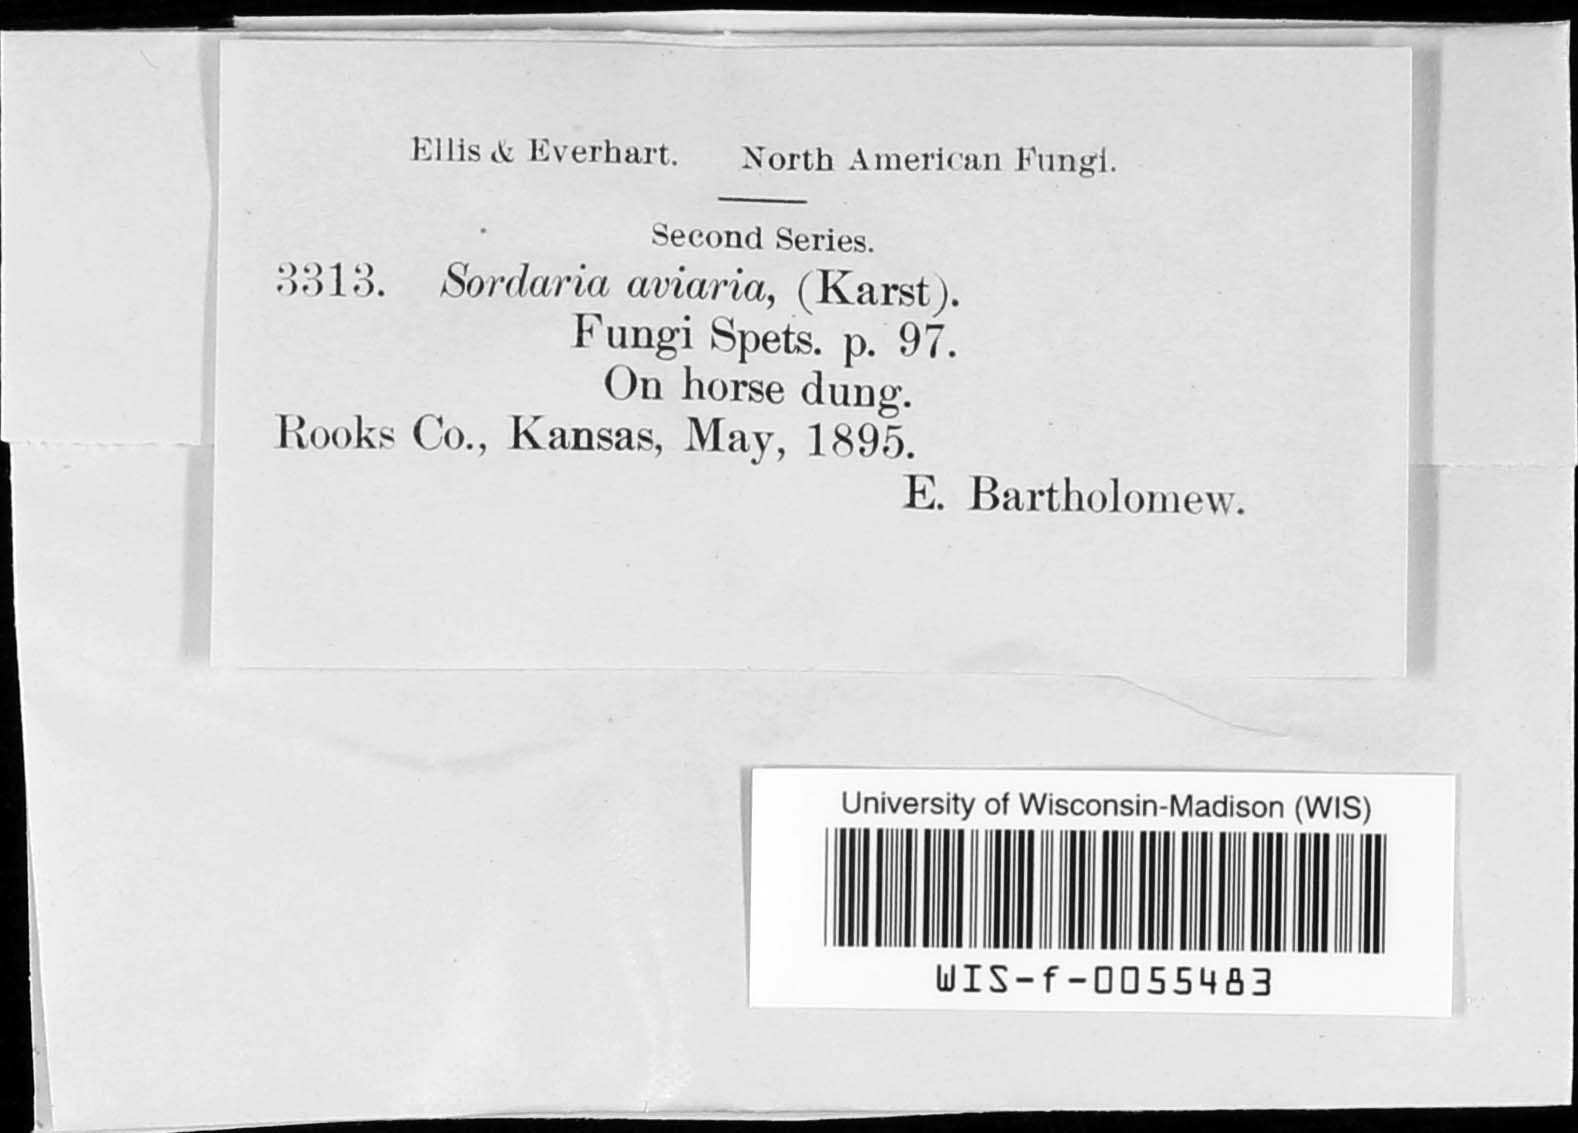 Ellis & Everhart. North American Fungi.
Second Series.
3313. Sordaria aviaria, (Karst).
Fungi Spets. p. 97.
On horse dung.
Rooks Co., Kansas, May, 1895.
E. Bartholomew.
University of Wisconsin-Madison (WIS)
WIS-f-0055483